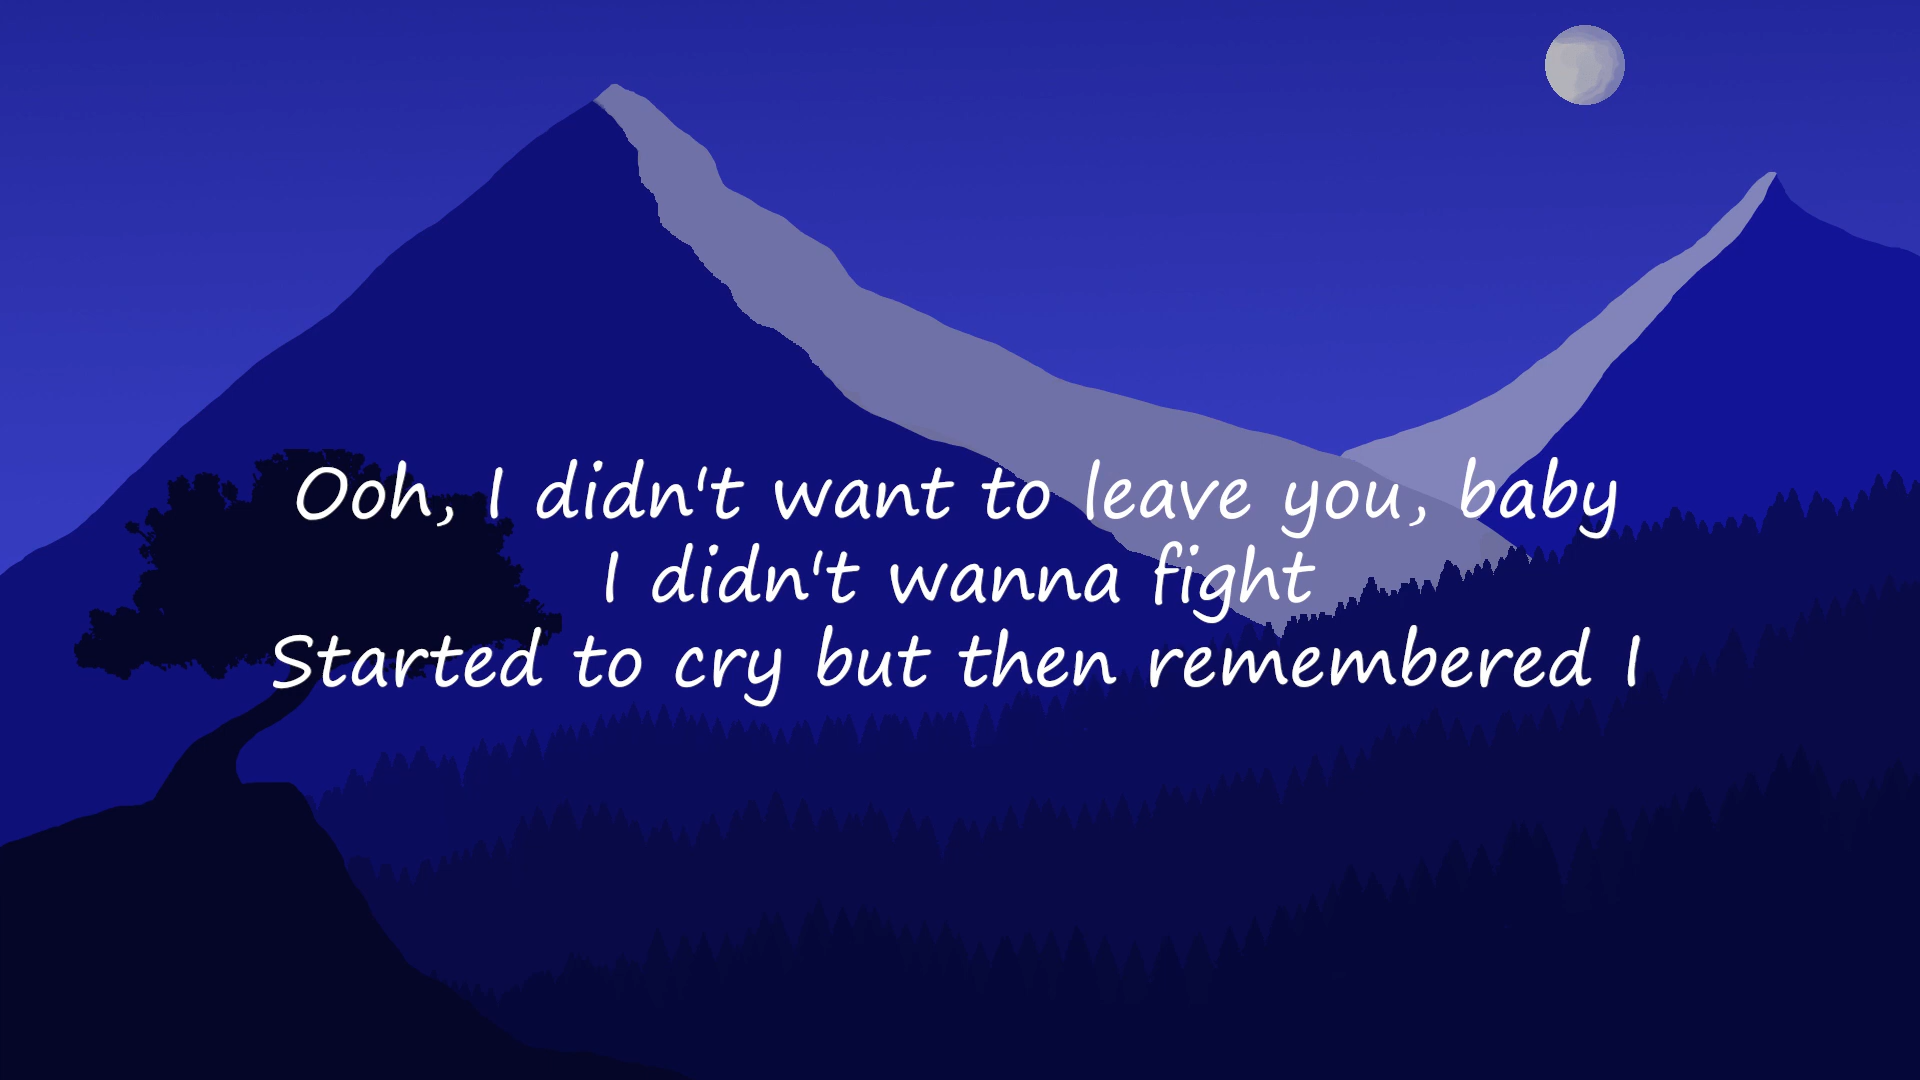 Ooh, I didn't want to leave you, baby
I didn't wanna fight
Started to cry but then remembered I